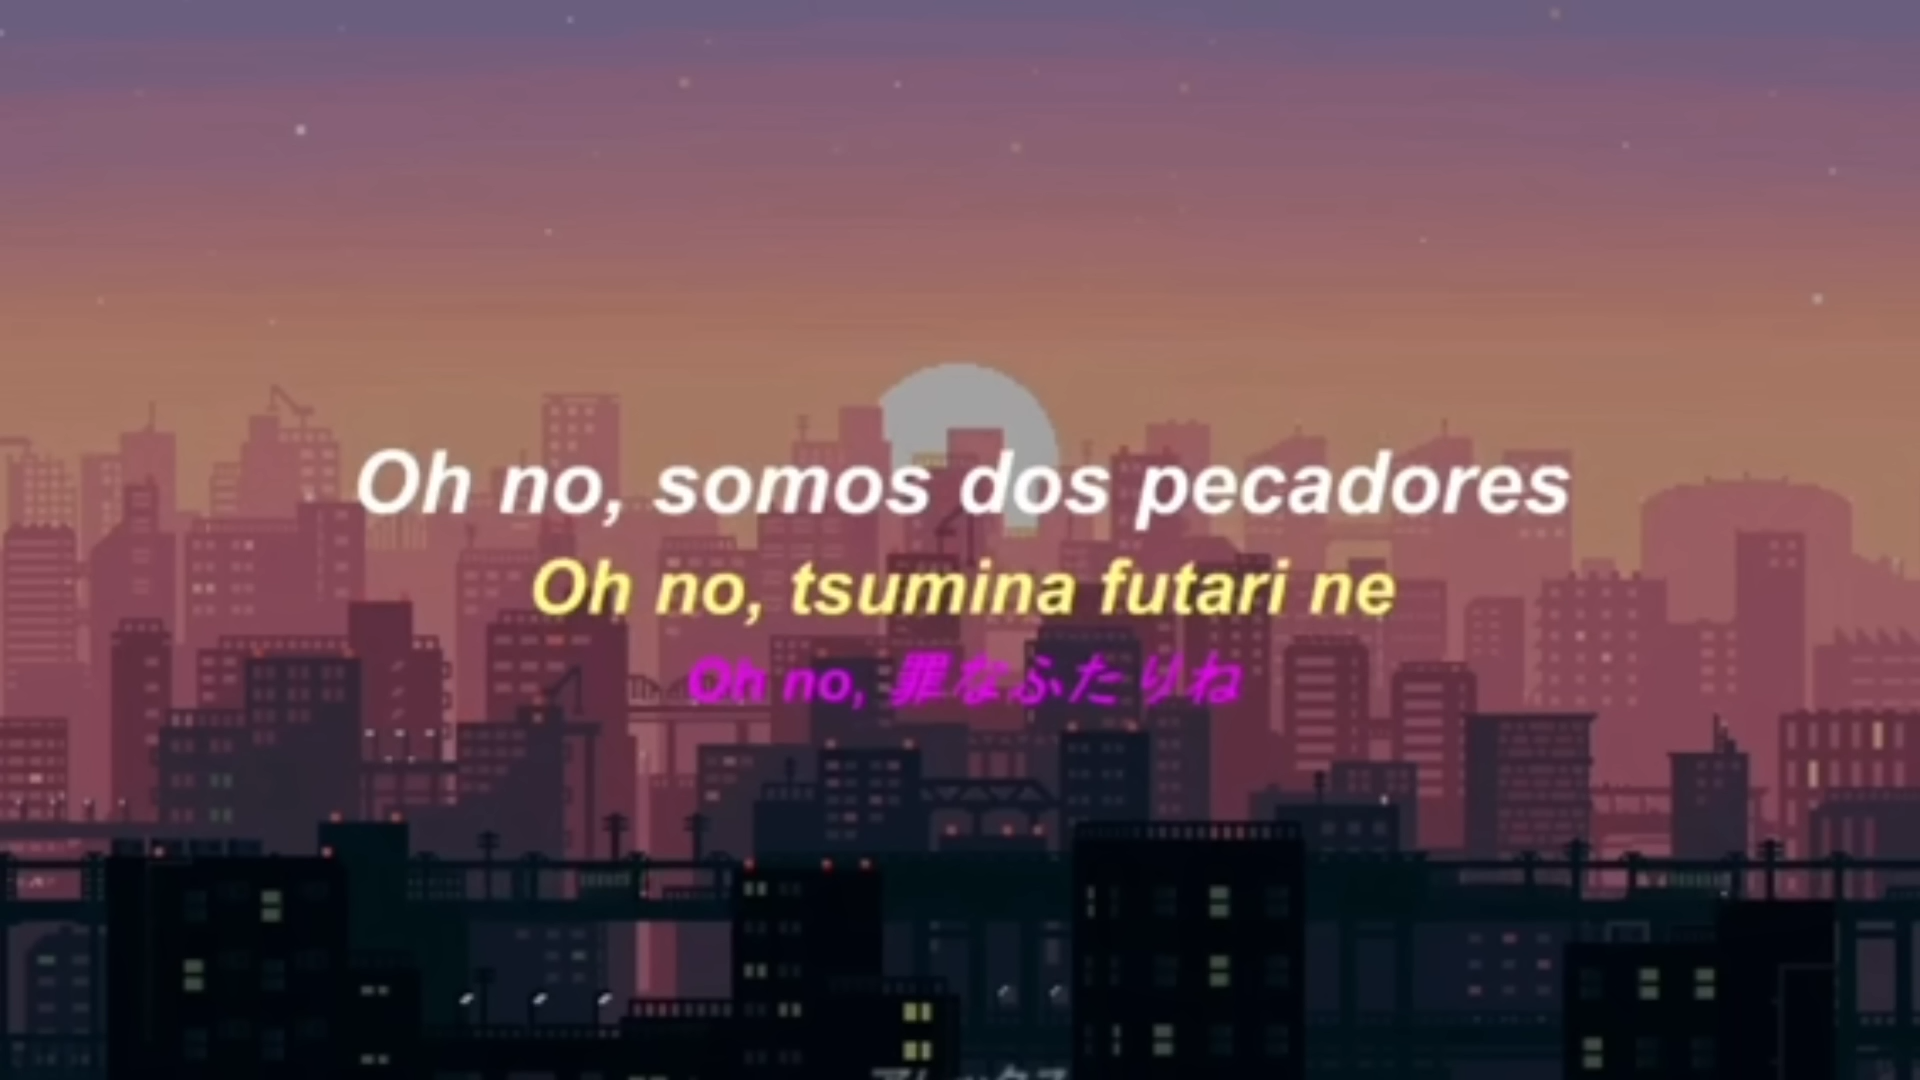 Oh no, somos dos pecadores
Oh no, tsumina futari ne
Oh no, 罪なふたりね